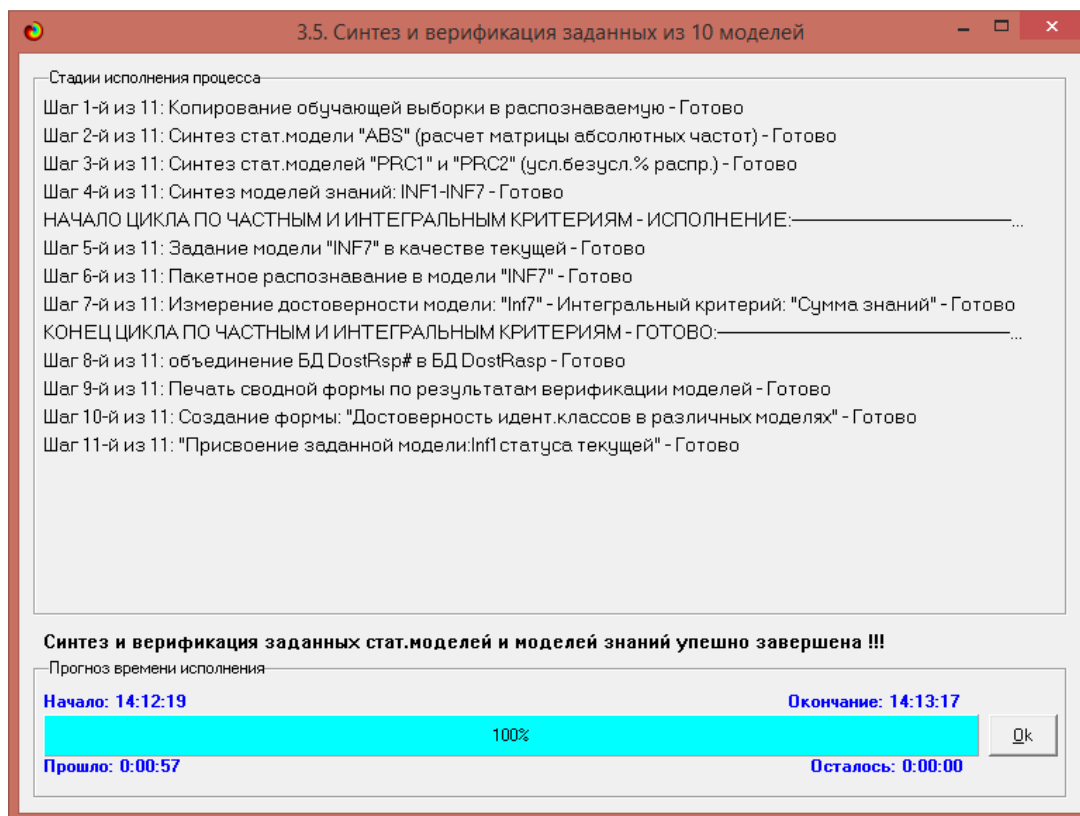 3.5. Синтез и верификация заданных из 10 моделей
Стадии исполнения процесса
Шаг 1-й из 11: Копирование обучающей выборки в распознаваемую - Готово
Шаг 2-й из 11: Синтез стат.модели "ABS" (расчет матрицы абсолютных частот) - Готово
Шаг 3-й из 11: Синтез стат.моделей "PRC1" и "PRC2" (усл.безусл.% распр.) - Готово
Шаг 4-й из 11: Синтез моделей знаний: INF1-INF7 - Готово
НАЧАЛО ЦИКЛА ПО ЧАСТНЫМ И ИНТЕГРАЛЬНЫМ КРИТЕРИЯМ - ИСПОЛНЕНИЕ:————————————...
Шаг 5-й из 11: Задание модели "INF7" в качестве текущей - Готово
Шаг 6-й из 11: Пакетное распознавание в модели "INF7" - Готово
Шаг 7-й из 11: Измерение достоверности модели: "Inf7" - Интегральный критерий: "Сумма знаний" - Готово
КОНЕЦ ЦИКЛА ПО ЧАСТНЫМ И ИНТЕГРАЛЬНЫМ КРИТЕРИЯМ - ГОТОВО:————————————————...
Шаг 8-й из 11: объединение БД DostRsp# в БД DostRasp - Готово
Шаг 9-й из 11: Печать сводной формы по результатам верификации моделей - Готово
Шаг 10-й из 11: Создание формы: "Достоверность идент.классов в различных моделях" - Готово
Шаг 11-й из 11: "Присвоение заданной модели:Inf1статуса текущей" - Готово
Синтез и верификация заданных стат.моделей и моделей знаний упешно завершена !!!
Прогноз времени исполнения
Начало: 14:12:19 Окончание: 14:13:17
100% Ok
Прошло: 0:00:57 Осталось: 0:00:00